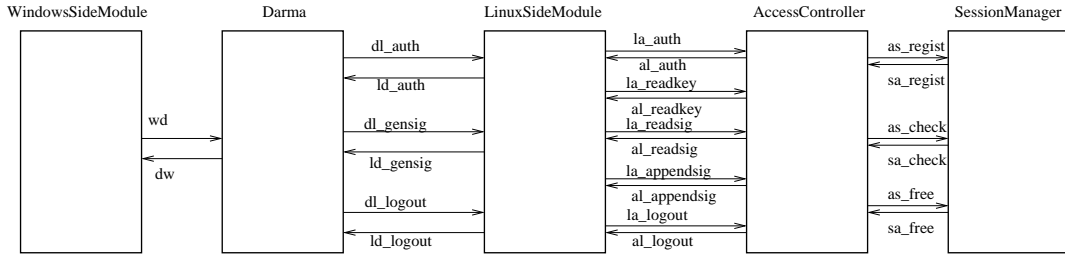 WindowsSideModule
Darma
LinuxSideModule
AccessController
SessionManager
wd
dw
dl_auth
ld_auth
dl_gensig
ld_gensig
dl_logout
ld_logout
la_auth
al_auth
la_readkey
al_readkey
la_readsig
al_readsig
la_appendsig
al_appendsig
la_logout
al_logout
as_regist
sa_regist
as_check
sa_check
as_free
sa_free